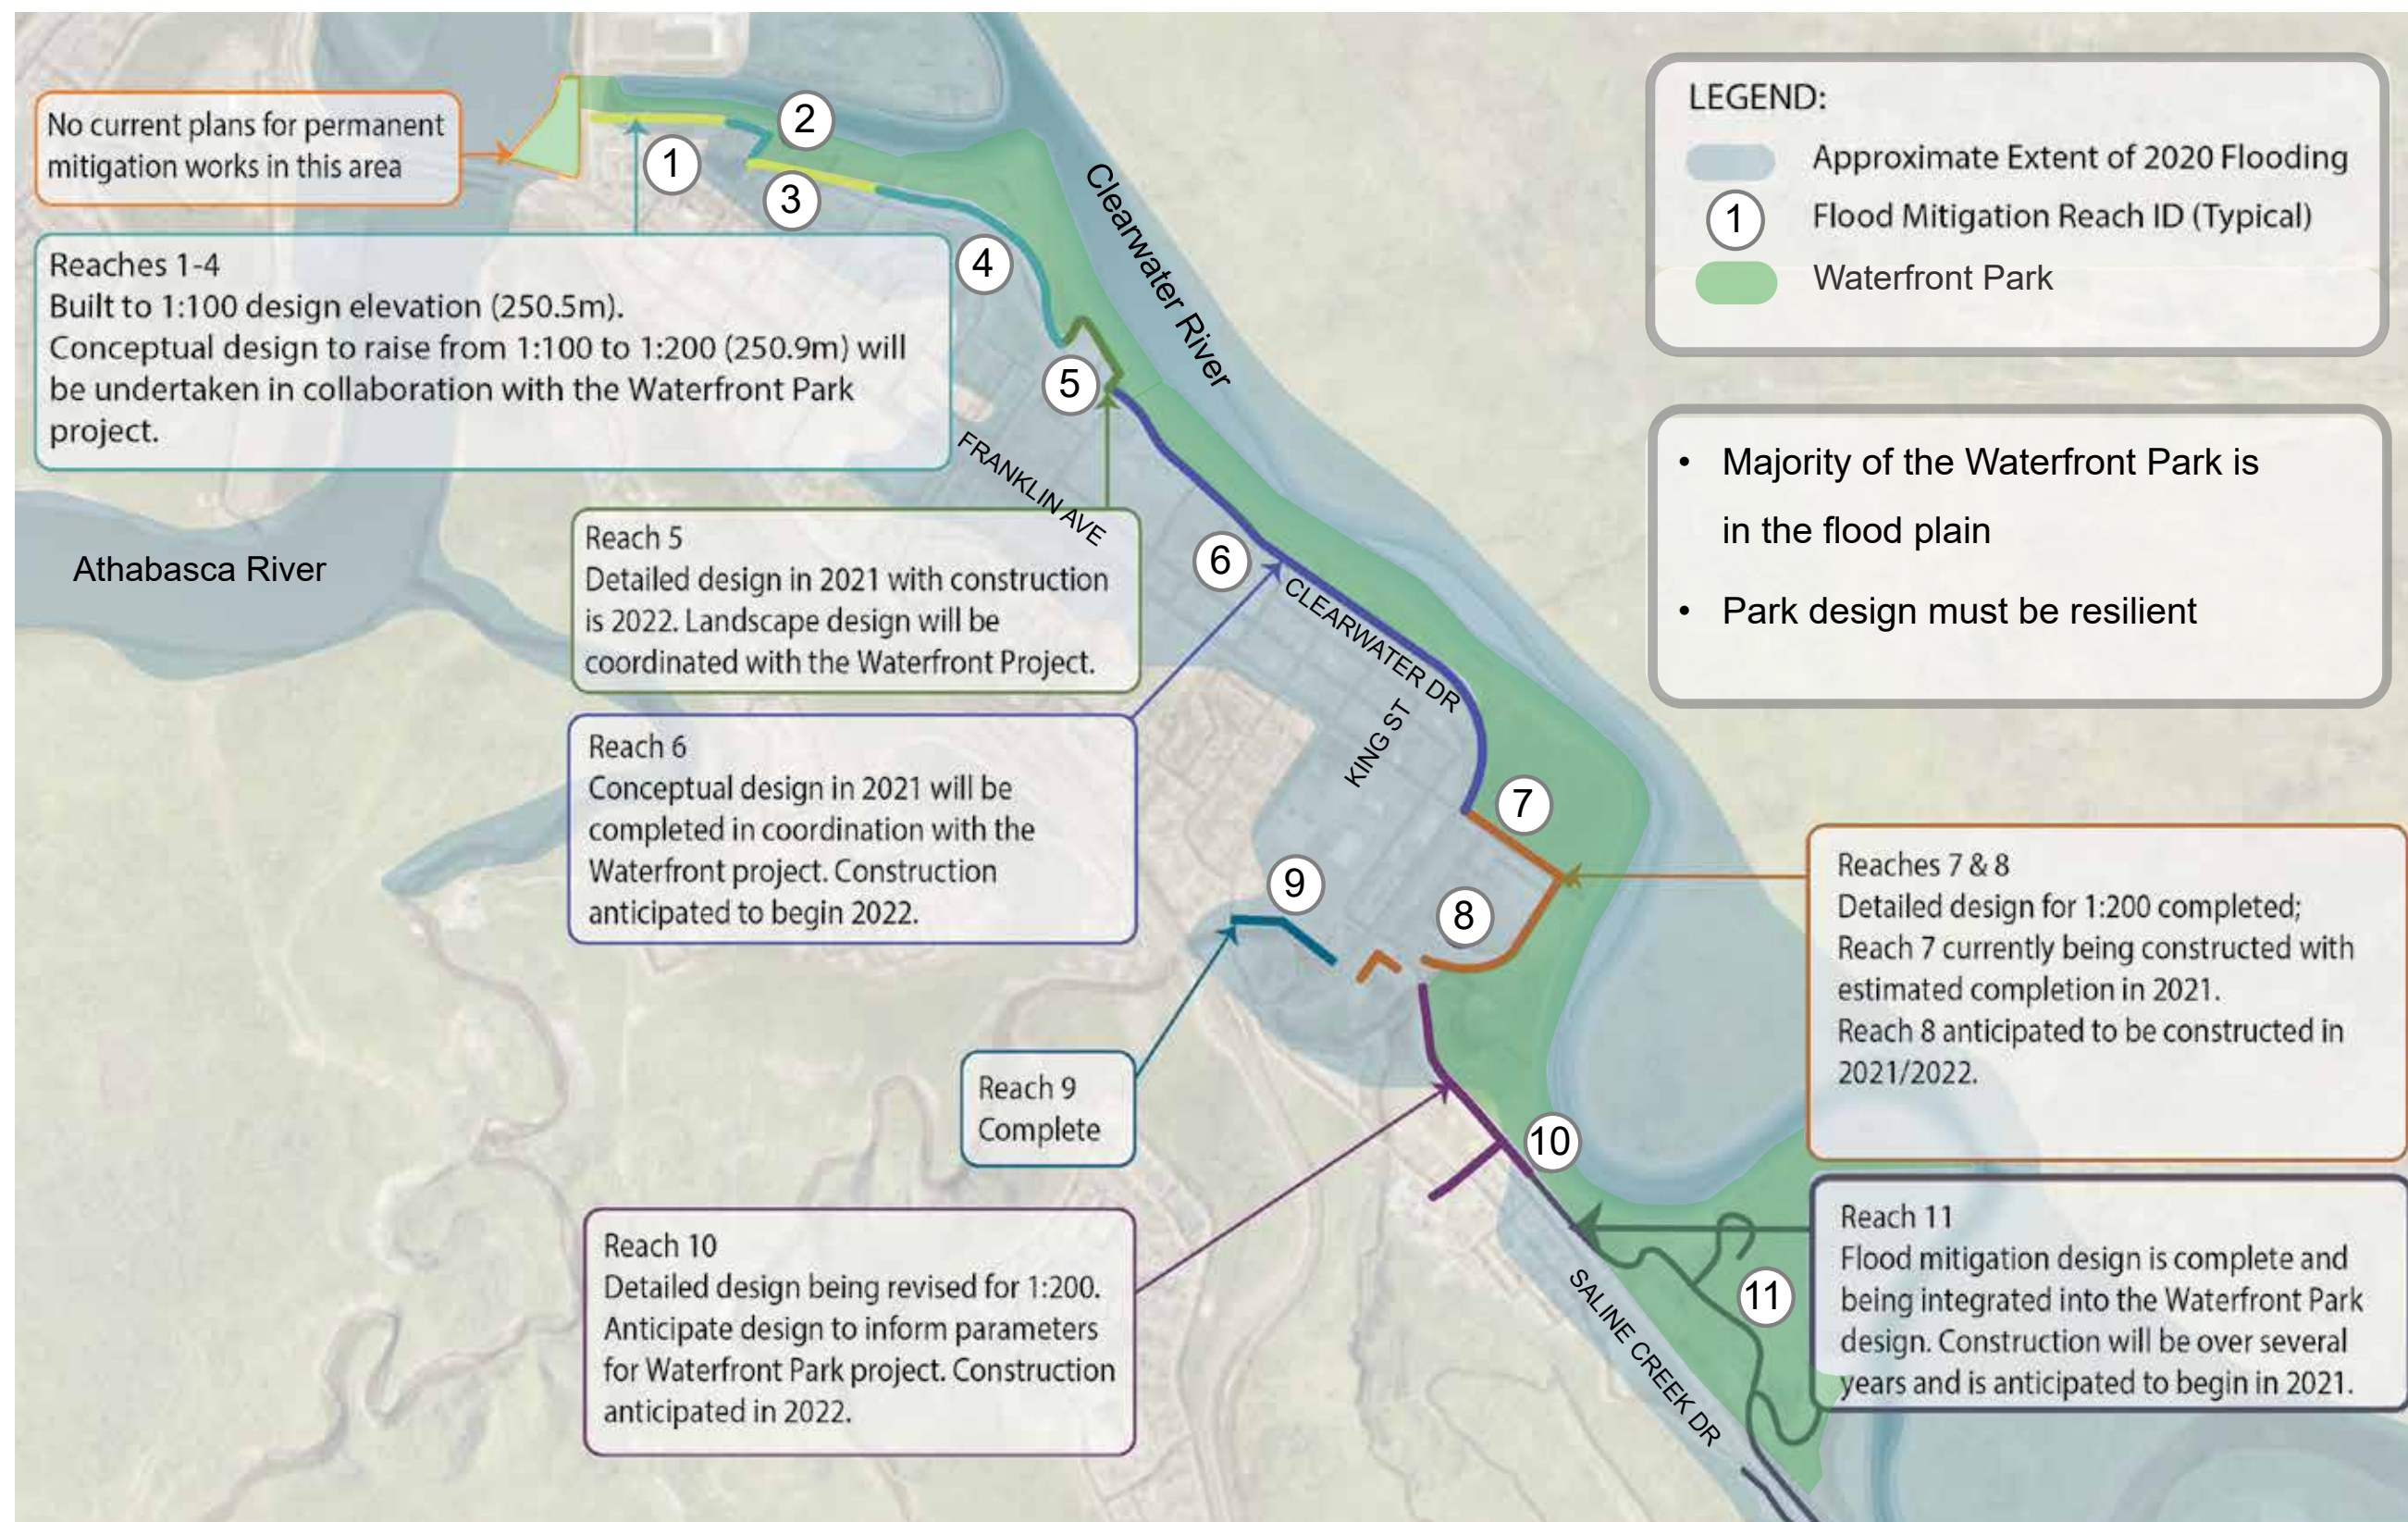 No current plans for permanent
mitigation works in this area
1
2
3
4
5
6
7
8
9
10
11
Clearwater River
Athabasca River
FRANKLIN AVE
CLEARWATER DR
KING ST
SALINE CREEK DR
Reaches 1-4
Built to 1:100 design elevation (250.5m).
Conceptual design to raise from 1:100 to 1:200 (250.9m) will
be undertaken in collaboration with the Waterfront Park
project.
Reach 5
Detailed design in 2021 with construction
is 2022. Landscape design will be
coordinated with the Waterfront Project.
Reach 6
Conceptual design in 2021 will be
completed in coordination with the
Waterfront project. Construction
anticipated to begin 2022.
Reach 9
Complete
Reach 10
Detailed design being revised for 1:200.
Anticipate design to inform parameters
for Waterfront Park project. Construction
anticipated in 2022.
LEGEND:
Approximate Extent of 2020 Flooding
1
Flood Mitigation Reach ID (Typical)
Waterfront Park
• Majority of the Waterfront Park is
in the flood plain
• Park design must be resilient
Reaches 7 & 8
Detailed design for 1:200 completed;
Reach 7 currently being constructed with
estimated completion in 2021.
Reach 8 anticipated to be constructed in
2021/2022.
Reach 11
Flood mitigation design is complete and
being integrated into the Waterfront Park
design. Construction will be over several
years and is anticipated to begin in 2021.